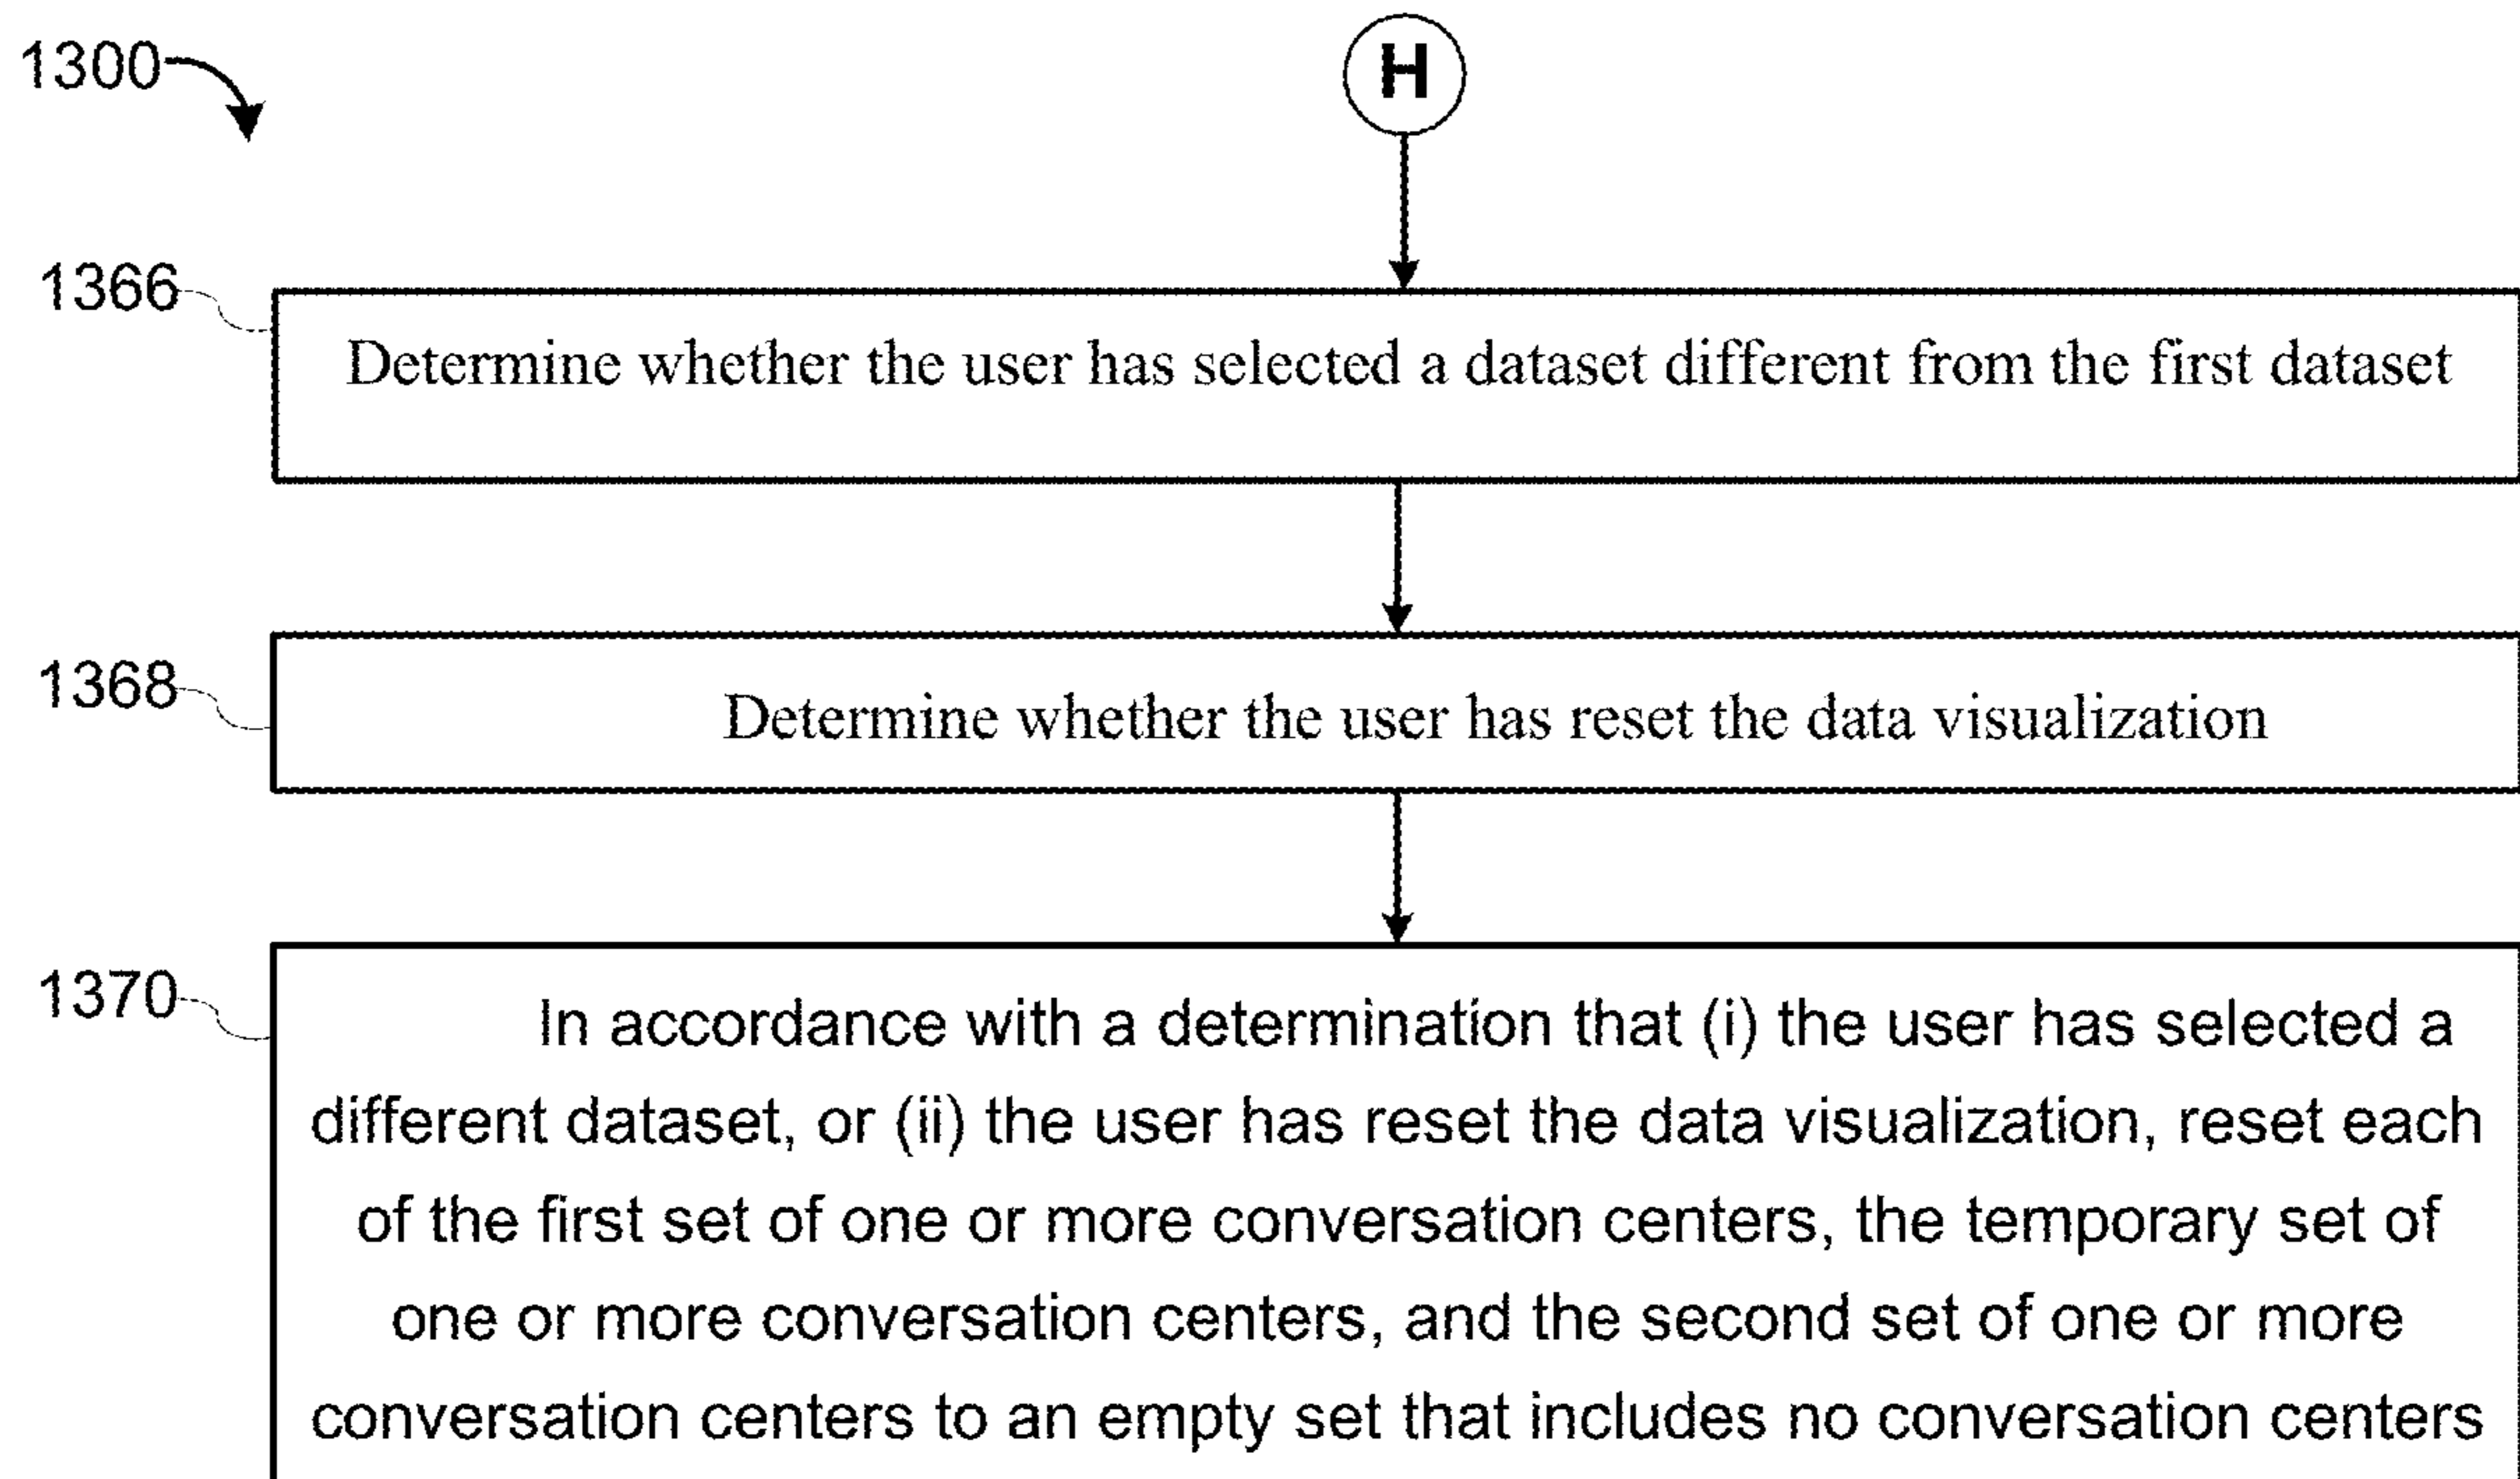 1300
H
1366
Determine whether the user has selected a dataset different from the first dataset
1368
Determine whether the user has reset the data visualization
1370
In accordance with a determination that (i) the user has selected a
different dataset, or (ii) the user has reset the data visualization, reset each
of the first set of one or more conversation centers, the temporary set of
one or more conversation centers, and the second set of one or more
conversation centers to an empty set that includes no conversation centers